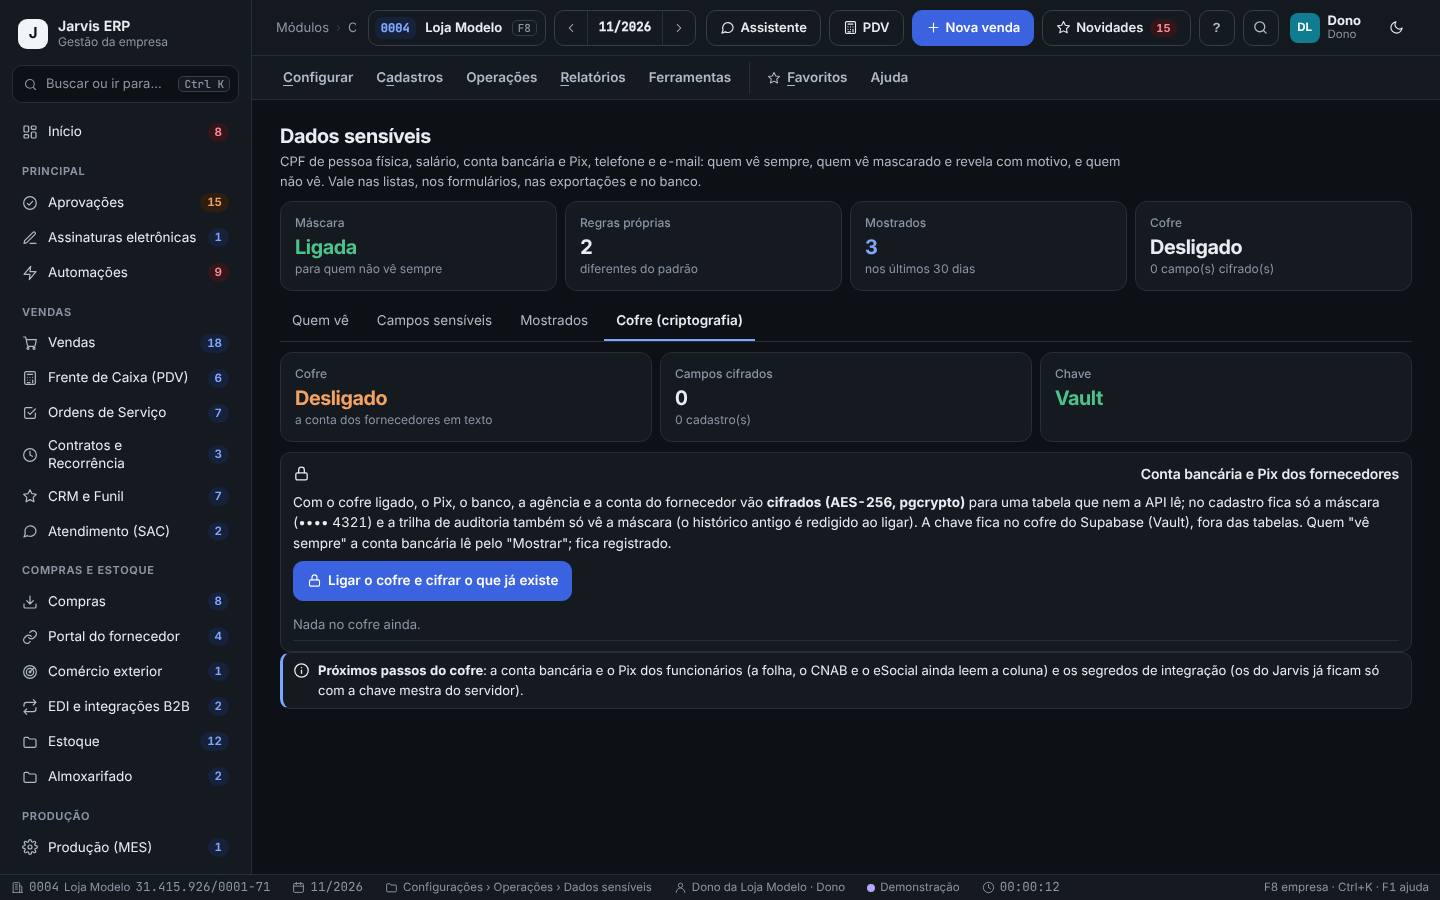 J
Jarvis ERP
Gestão da empresa
Buscar ou ir para... Ctrl K
Início 8
PRINCIPAL
Aprovações 15
Assinaturas eletrônicas 1
Automações 9
VENDAS
Vendas 18
Frente de Caixa (PDV) 6
Ordens de Serviço 7
Contratos e
Recorrência 3
CRM e Funil 7
Atendimento (SAC) 2
COMPRAS E ESTOQUE
Compras 8
Portal do fornecedor 4
Comércio exterior 1
EDI e integrações B2B 2
Estoque 12
Almoxarifado 2
PRODUÇÃO
Produção (MES) 1
Módulos › C 0004 Loja Modelo F8 ‹ 11/2026 › Assistente PDV + Nova venda Novidades 15 ? DL Dono
Dono
Configurar Cadastros Operações Relatórios Ferramentas Favoritos Ajuda
Dados sensíveis
CPF de pessoa física, salário, conta bancária e Pix, telefone e e-mail: quem vê sempre, quem vê mascarado e revela com motivo, e quem
não vê. Vale nas listas, nos formulários, nas exportações e no banco.
Máscara
Ligada
para quem não vê sempre
Regras próprias
2
diferentes do padrão
Mostrados
3
nos últimos 30 dias
Cofre
Desligado
0 campo(s) cifrado(s)
Quem vê Campos sensíveis Mostrados Cofre (criptografia)
Cofre
Desligado
a conta dos fornecedores em texto
Campos cifrados
0
0 cadastro(s)
Chave
Vault
Conta bancária e Pix dos fornecedores
Com o cofre ligado, o Pix, o banco, a agência e a conta do fornecedor vão cifrados (AES-256, pgcrypto) para uma tabela que nem a API lê; no cadastro fica só a máscara
(•••• 4321) e a trilha de auditoria também só vê a máscara (o histórico antigo é redigido ao ligar). A chave fica no cofre do Supabase (Vault), fora das tabelas. Quem "vê
sempre" a conta bancária lê pelo "Mostrar"; fica registrado.
Ligar o cofre e cifrar o que já existe
Nada no cofre ainda.
Próximos passos do cofre: a conta bancária e o Pix dos funcionários (a folha, o CNAB e o eSocial ainda leem a coluna) e os segredos de integração (os do Jarvis já ficam só
com a chave mestra do servidor).
0004 Loja Modelo 31.415.926/0001-71 11/2026 Configurações › Operações › Dados sensíveis Dono da Loja Modelo · Dono Demonstração 00:00:12 F8 empresa · Ctrl+K · F1 ajuda